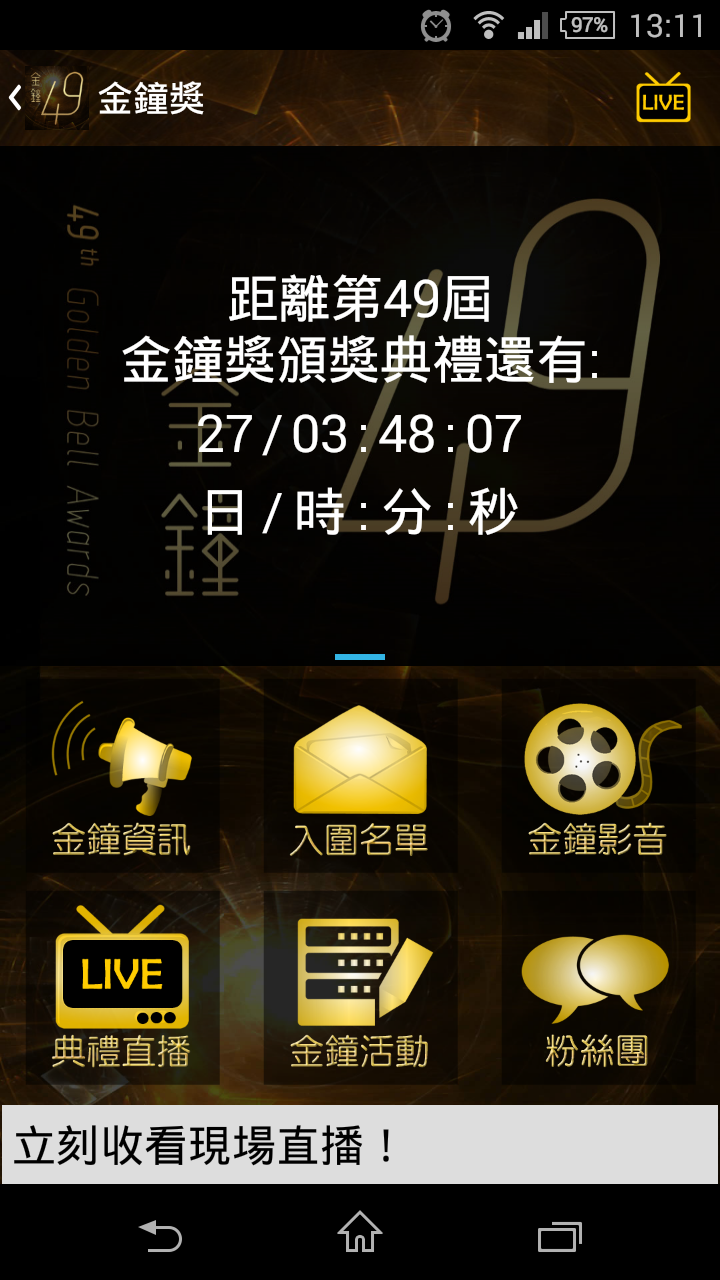 97% 13:11
金鐘 49 金鐘獎 LIVE
49th Golden Bell Awards
金鐘
49
距離第49屆
金鐘獎頒獎典禮還有:
27/03:48:07
日/時:分:秒
金鐘資訊 入圍名單 金鐘影音
LIVE
典禮直播 金鐘活動 粉絲團
立刻收看現場直播！